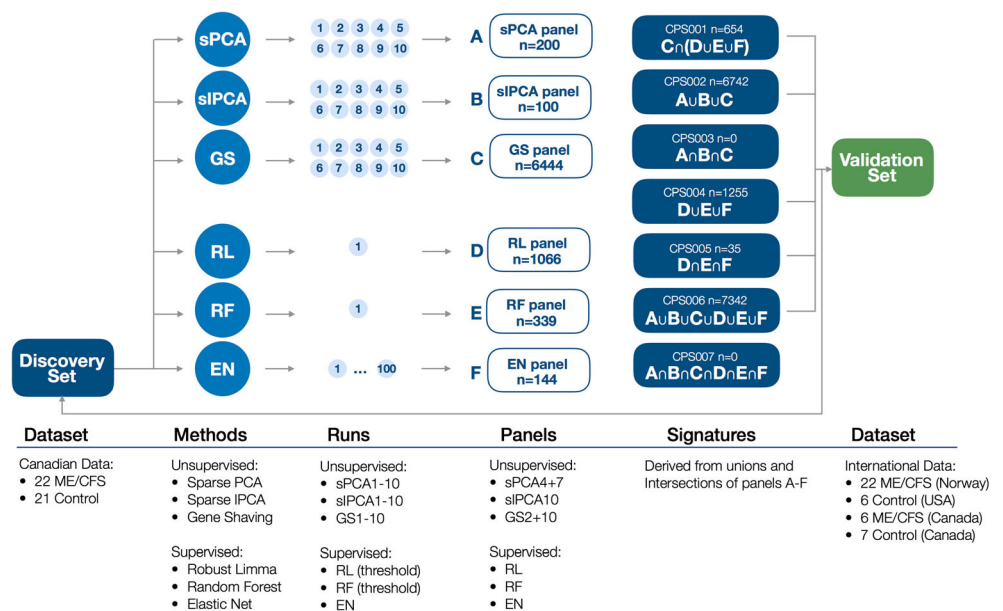 sPCA
1 2 3 4 5
6 7 8 9 10
A
sPCA panel
n=200
CPS001 n=654
C∩(D∪E∪F)
sIPCA
1 2 3 4 5
6 7 8 9 10
B
sIPCA panel
n=100
CPS002 n=6742
A∪B∪C
GS
1 2 3 4 5
6 7 8 9 10
C
GS panel
n=6444
CPS003 n=0
A∩B∩C
Validation
Set
CPS004 n=1255
D∪E∪F
RL
1
D
RL panel
n=1066
CPS005 n=35
D∩E∩F
RF
1
E
RF panel
n=339
CPS006 n=7342
A∪B∪C∪D∪E∪F
Discovery
Set
EN
1 ... 100
F
EN panel
n=144
CPS007 n=0
A∩B∩C∩D∩E∩F
Dataset
Canadian Data:
• 22 ME/CFS
• 21 Control
Methods
Unsupervised:
• Sparse PCA
• Sparse IPCA
• Gene Shaving
Supervised:
• Robust Limma
• Random Forest
• Elastic Net
Runs
Unsupervised:
• sPCA1-10
• sIPCA1-10
• GS1-10
Supervised:
• RL (threshold)
• RF (threshold)
• EN
Panels
Unsupervised:
• sPCA4+7
• sIPCA10
• GS2+10
Supervised:
• RL
• RF
• EN
Signatures
Derived from unions and
Intersections of panels A-F
Dataset
International Data:
• 22 ME/CFS (Norway)
• 6 Control (USA)
• 6 ME/CFS (Canada)
• 7 Control (Canada)